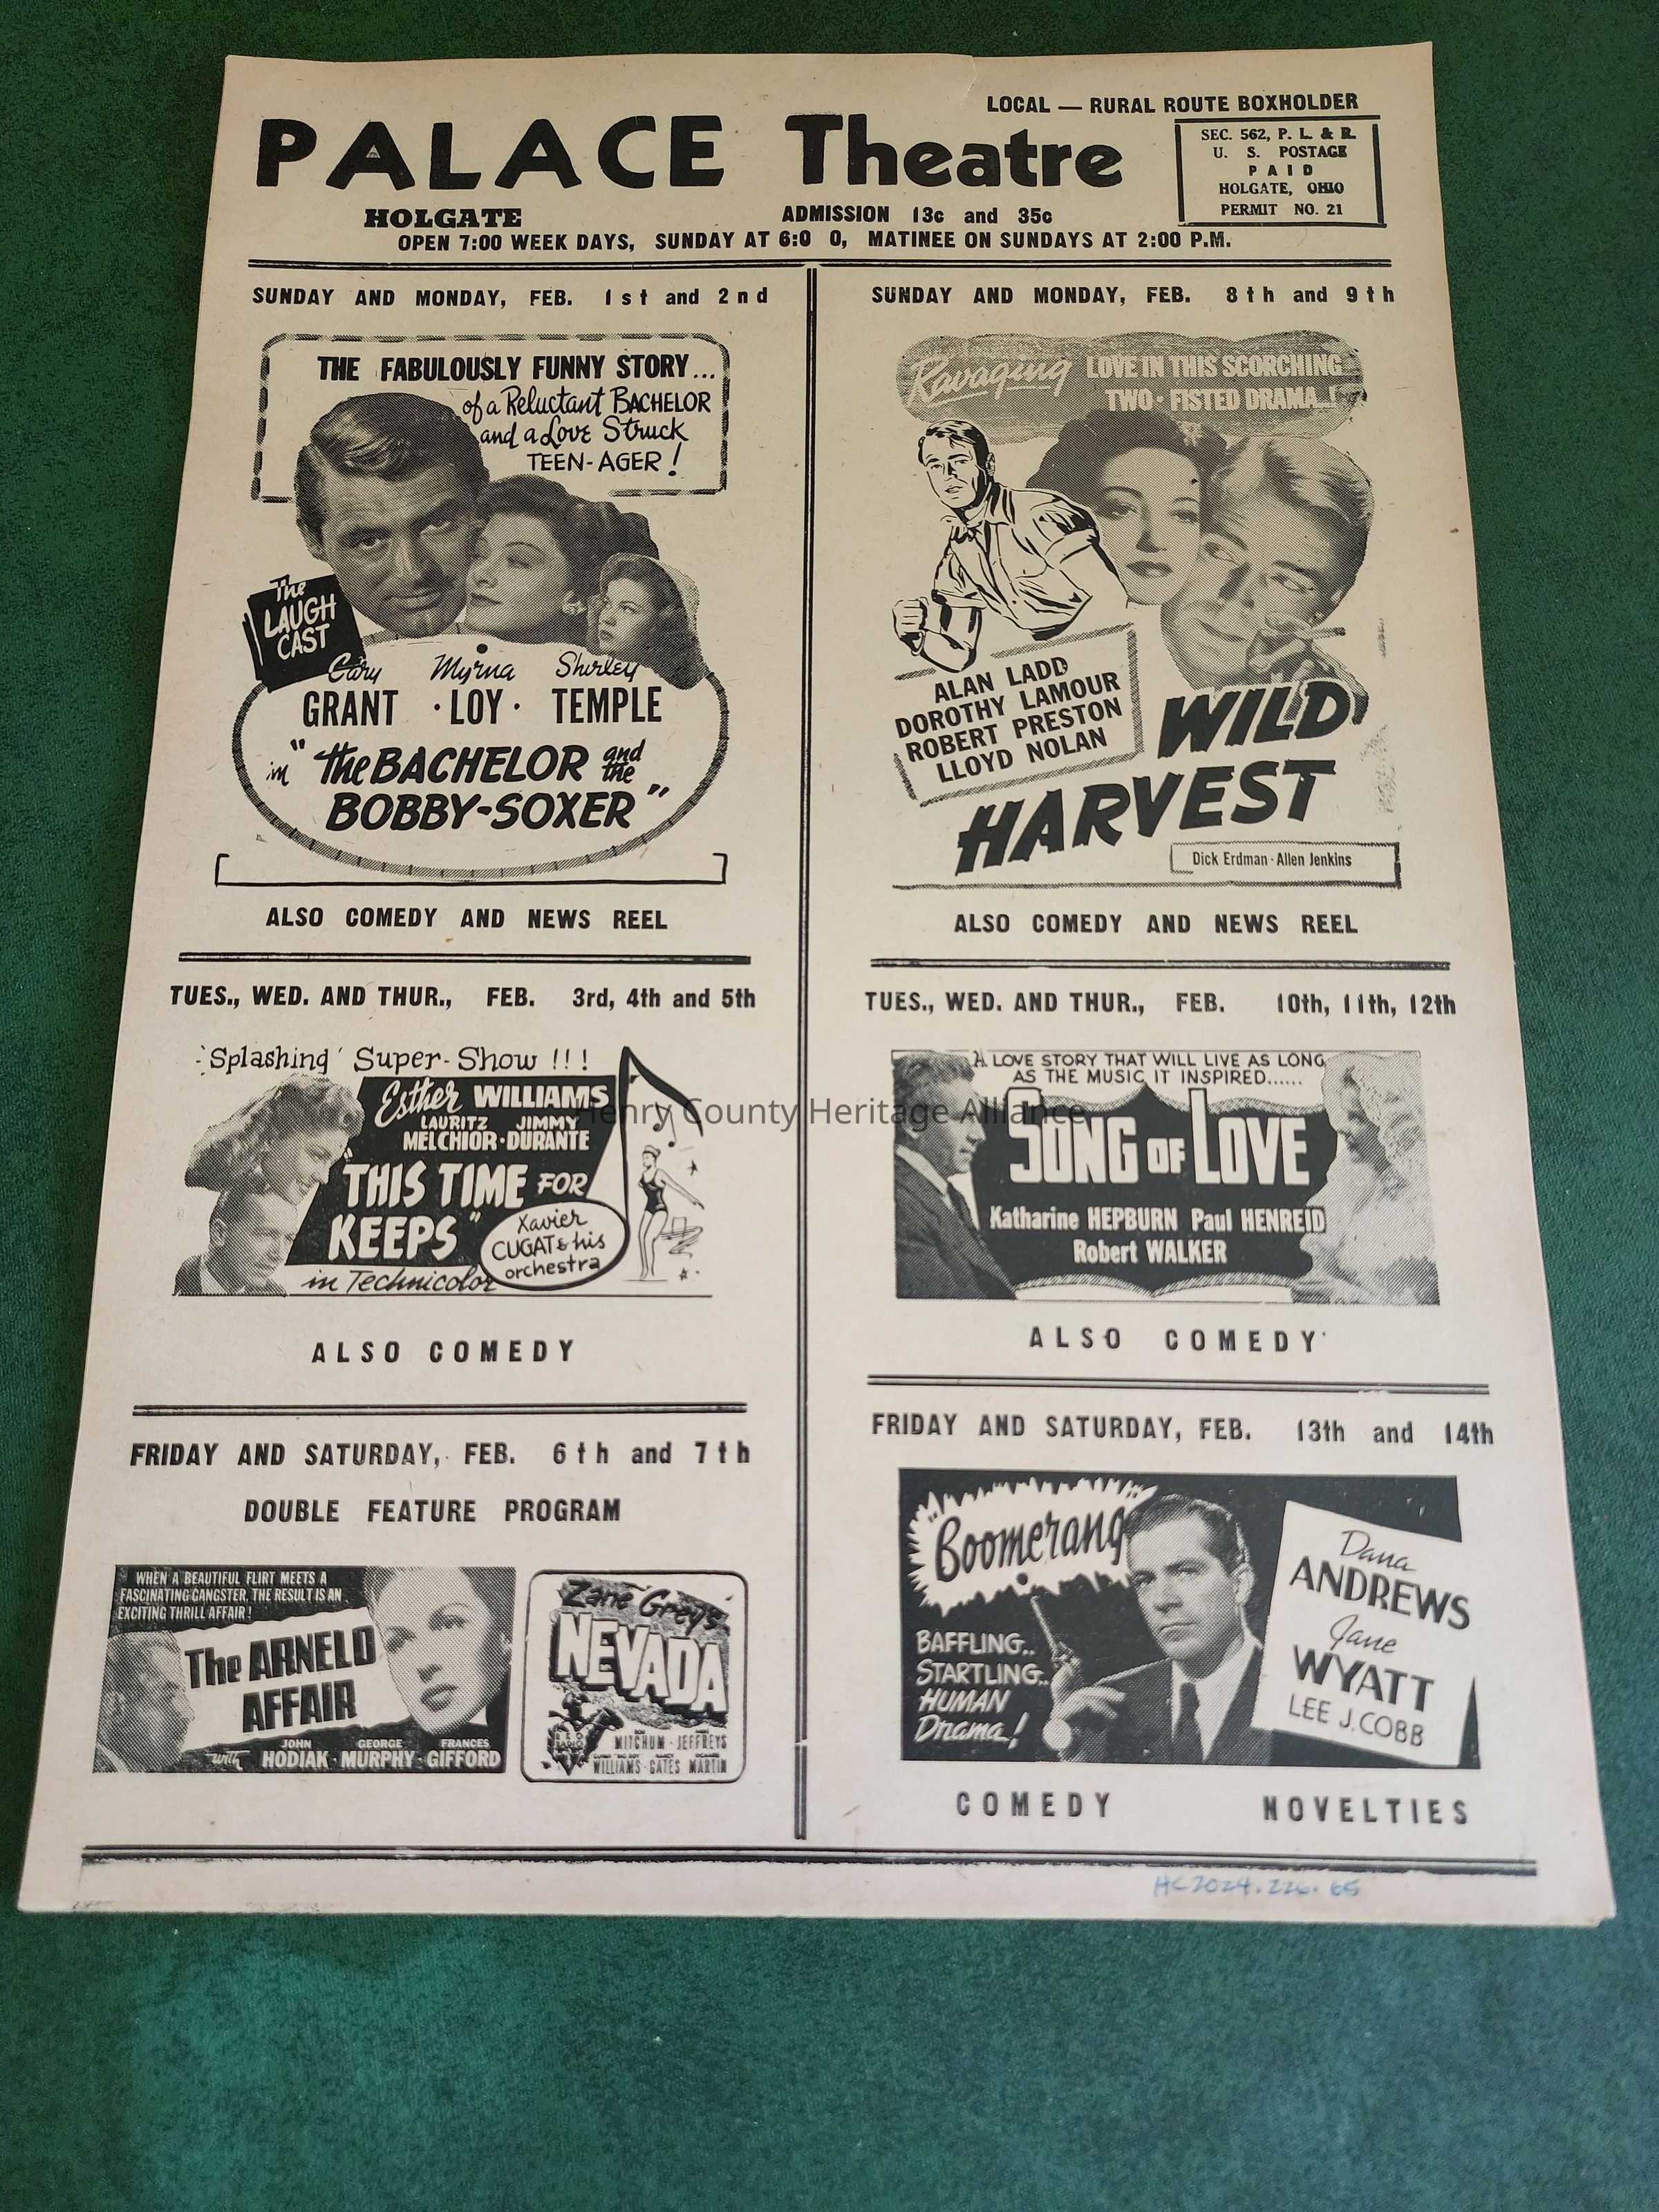 LOCAL — RURAL ROUTE BOXHOLDER
PALACE Theatre
SEC. 562, P. L. & R.
U. S. POSTAGE
PAID
HOLGATE, OHIO
PERMIT NO. 21
HOLGATE
ADMISSION 13c and 35c
OPEN 7:00 WEEK DAYS, SUNDAY AT 6:0 0, MATINEE ON SUNDAYS AT 2:00 P.M.
SUNDAY AND MONDAY, FEB. 1st and 2nd
THE FABULOUSLY FUNNY STORY...
of a Reluctant BACHELOR
and a Love Struck
TEEN-AGER!
The
LAUGH
CAST
Cary Myrna Shirley
GRANT · LOY · TEMPLE
in "the BACHELOR and the
BOBBY-SOXER"
ALSO COMEDY AND NEWS REEL
TUES., WED. AND THUR., FEB. 3rd, 4th and 5th
'Splashing' Super-Show !!!
Esther WILLIAMS
LAURITZ JIMMY
MELCHIOR · DURANTE
"THIS TIME FOR
KEEPS"
Xavier
CUGAT & his
orchestra
in Technicolor
ALSO COMEDY
FRIDAY AND SATURDAY, FEB. 6th and 7th
DOUBLE FEATURE PROGRAM
WHEN A BEAUTIFUL FLIRT MEETS A
FASCINATING GANGSTER, THE RESULT IS AN
EXCITING THRILL AFFAIR!
The ARNELO
AFFAIR
JOHN GEORGE FRANCES
with HODIAK · MURPHY · GIFFORD
Zane Grey's
NEVADA
BOB ANNE
MITCHUM · JEFFREYS
WILLIAMS · GATES MARTIN
SUNDAY AND MONDAY, FEB. 8th and 9th
Ravaging LOVE IN THIS SCORCHING
TWO-FISTED DRAMA..!
ALAN LADD
DOROTHY LAMOUR
ROBERT PRESTON
LLOYD NOLAN
WILD
HARVEST
Dick Erdman · Allen Jenkins
ALSO COMEDY AND NEWS REEL
TUES., WED. AND THUR., FEB. 10th, 11th, 12th
A LOVE STORY THAT WILL LIVE AS LONG
AS THE MUSIC IT INSPIRED......
SONG OF LOVE
Katharine HEPBURN Paul HENREID
Robert WALKER
ALSO COMEDY
FRIDAY AND SATURDAY, FEB. 13th and 14th
"Boomerang!"
BAFFLING..
STARTLING..
HUMAN
Drama!
Dana
ANDREWS
Jane
WYATT
LEE J. COBB
COMEDY NOVELTIES
HC2024.226.65
Henry County Heritage Alliance